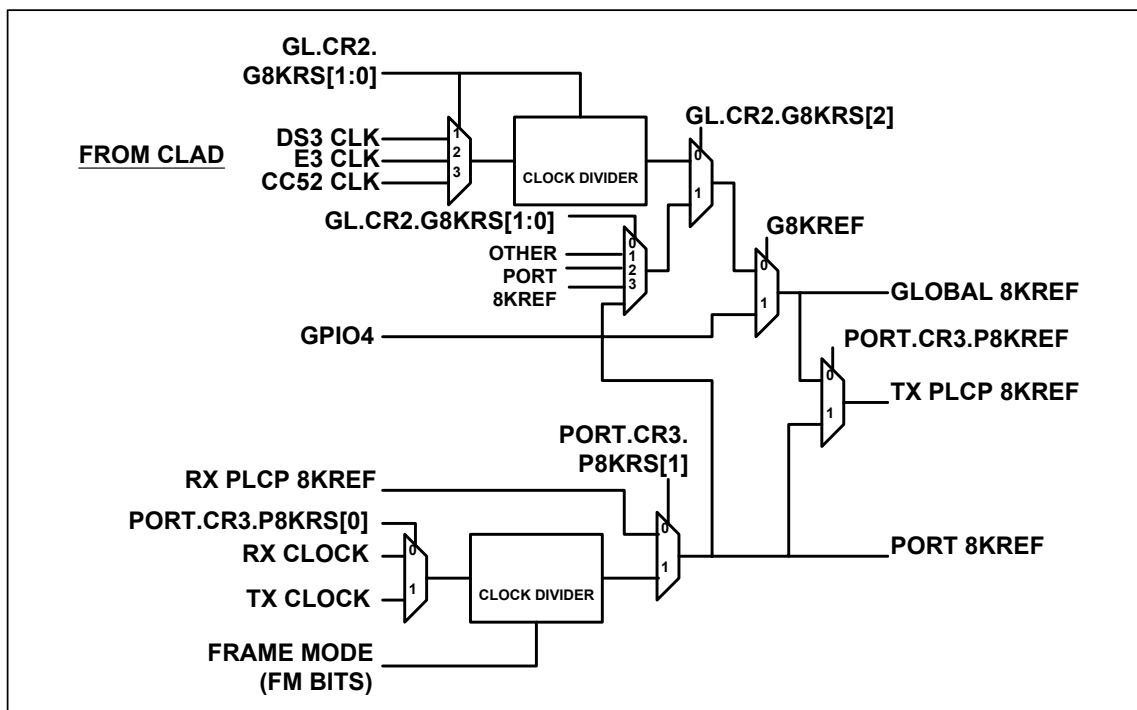 GL.CR2.
G8KRS[1:0]
DS3 CLK
E3 CLK
CC52 CLK
FROM CLAD
1
2
3
CLOCK DIVIDER
GL.CR2.G8KRS[2]
0
1
GL.CR2.G8KRS[1:0]
OTHER
PORT
8KREF
0
1
2
3
G8KREF
0
1
GPIO4
GLOBAL 8KREF
PORT.CR3.P8KREF
0
1
TX PLCP 8KREF
PORT.CR3.
P8KRS[1]
RX PLCP 8KREF
PORT.CR3.P8KRS[0]
RX CLOCK
TX CLOCK
0
1
CLOCK DIVIDER
0
1
PORT 8KREF
FRAME MODE
(FM BITS)